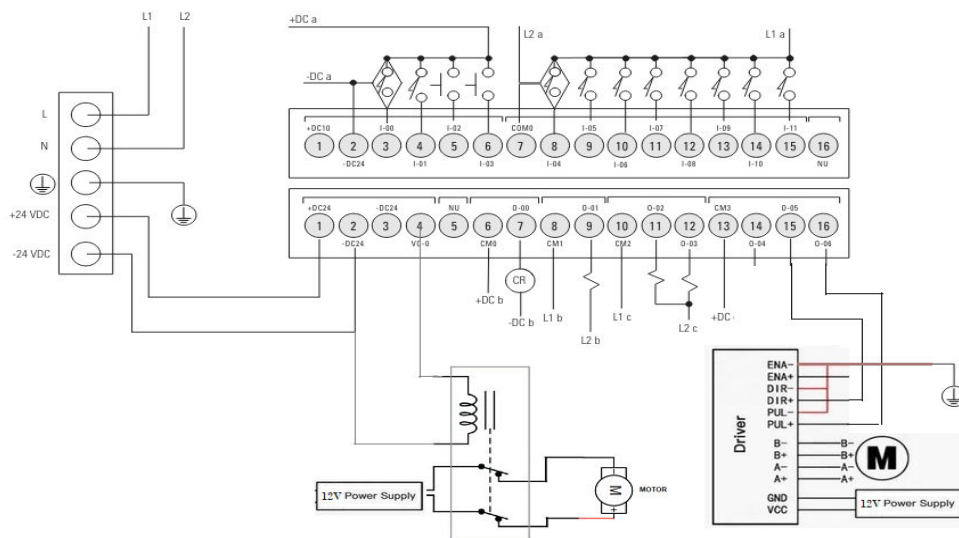 L1 L2
+DC a
L2 a
L1 a
-DC a
L
N
+24 VDC
-24 VDC
+DC10 I-00 I-02 COM0 I-05 I-07 I-09 I-11
1 2 3 4 5 6 7 8 9 10 11 12 13 14 15 16
-DC24 I-01 I-03 I-04 I-06 I-08 I-10 NU
+DC24 -DC24 NU O-00 O-01 O-02 CM3 O-05
1 2 3 4 5 6 7 8 9 10 11 12 13 14 15 16
-DC24 VO-0 CM0 CM1 CM2 O-03 O-04 O-06
CR
+DC b
-DC b
L1 b
L2 b
L1 c
L2 c
+DC
Driver
ENA-
ENA+
DIR-
DIR+
PUL-
PUL+
B- B-
B+ B+
A- A-
A+ A+
M
GND
VCC
12V Power Supply
12V Power Supply
M
MOTOR